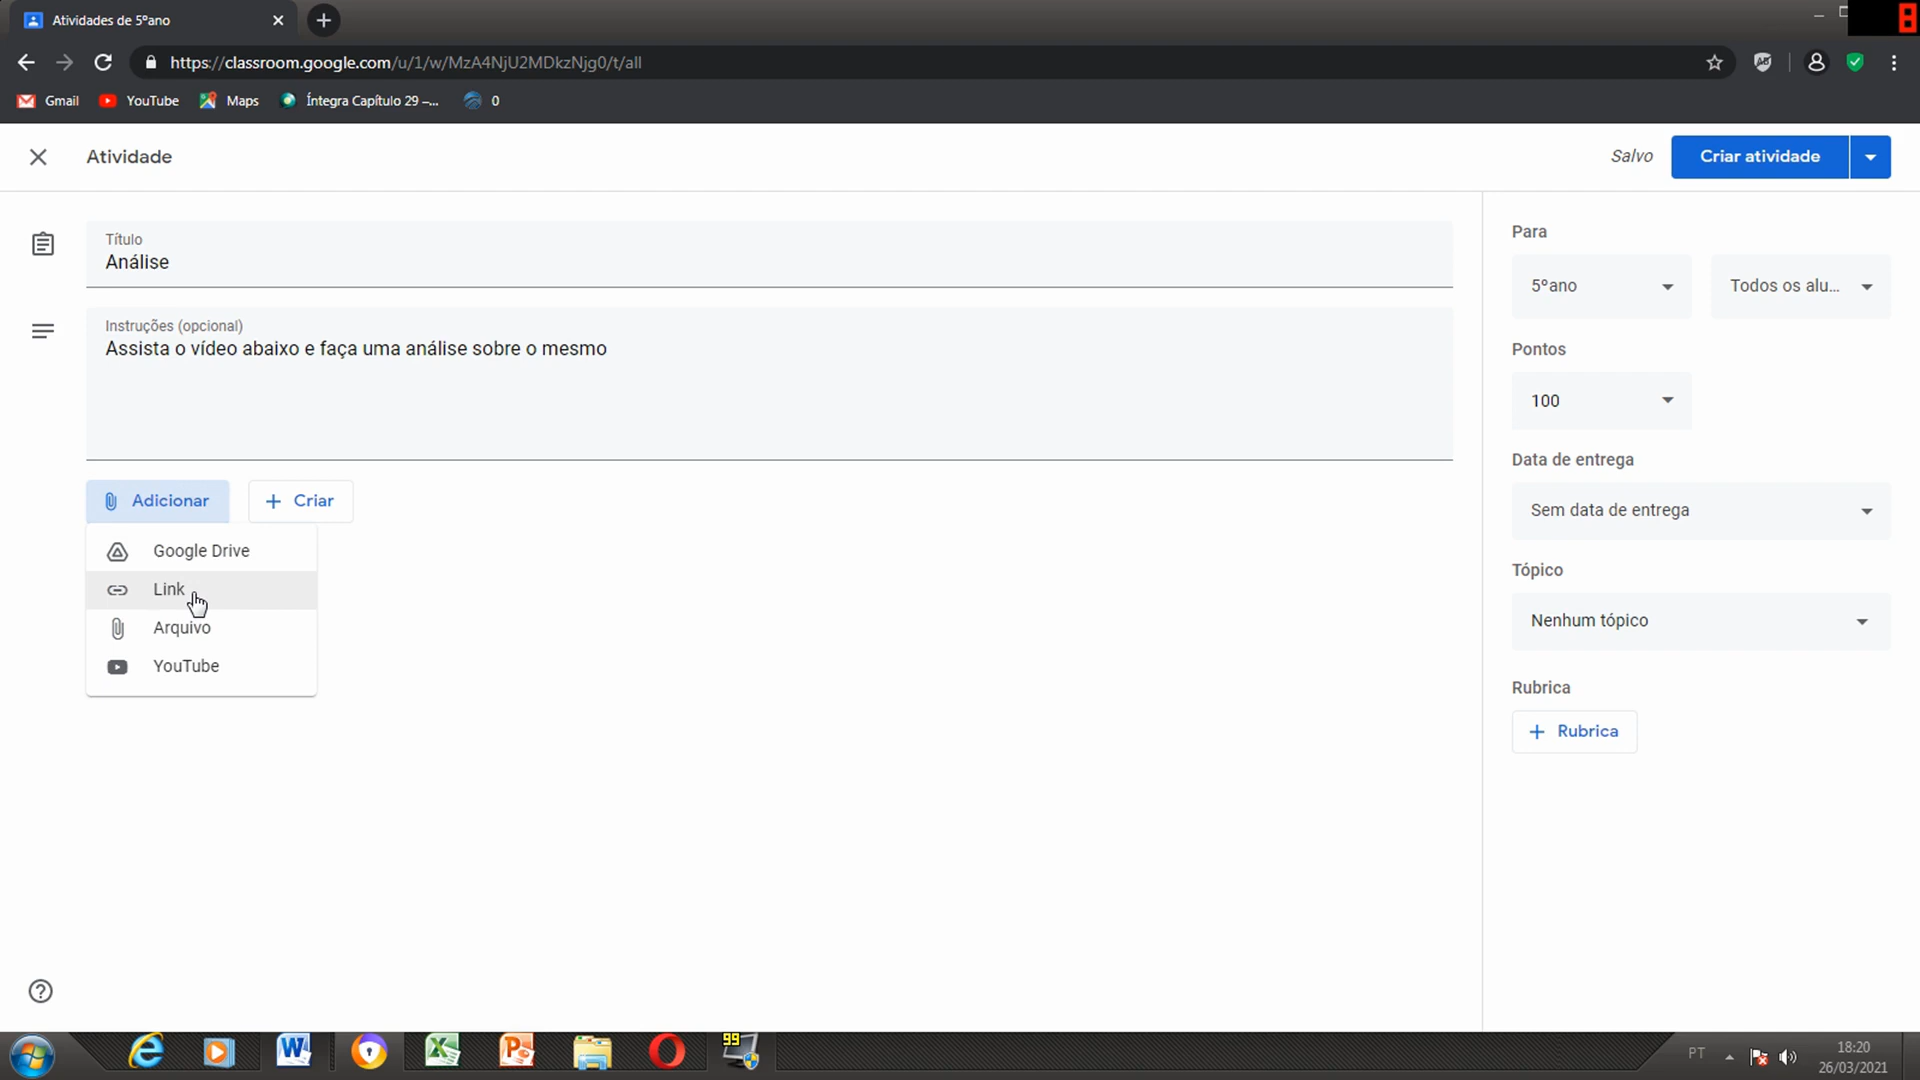 Atividades de 5ºano
https://classroom.google.com/u/1/w/MzA4NjU2MDkzNjg0/t/all
Gmail
YouTube
Maps
Íntegra Capítulo 29 –...
0
Atividade
Salvo
Criar atividade
Título
Análise
Instruções (opcional)
Assista o vídeo abaixo e faça uma análise sobre o mesmo
Adicionar
Criar
Google Drive
Link
Arquivo
YouTube
Para
5ºano
Todos os alu...
Pontos
100
Data de entrega
Sem data de entrega
Tópico
Nenhum tópico
Rubrica
Rubrica
8
99
PT
18:20
26/03/2021